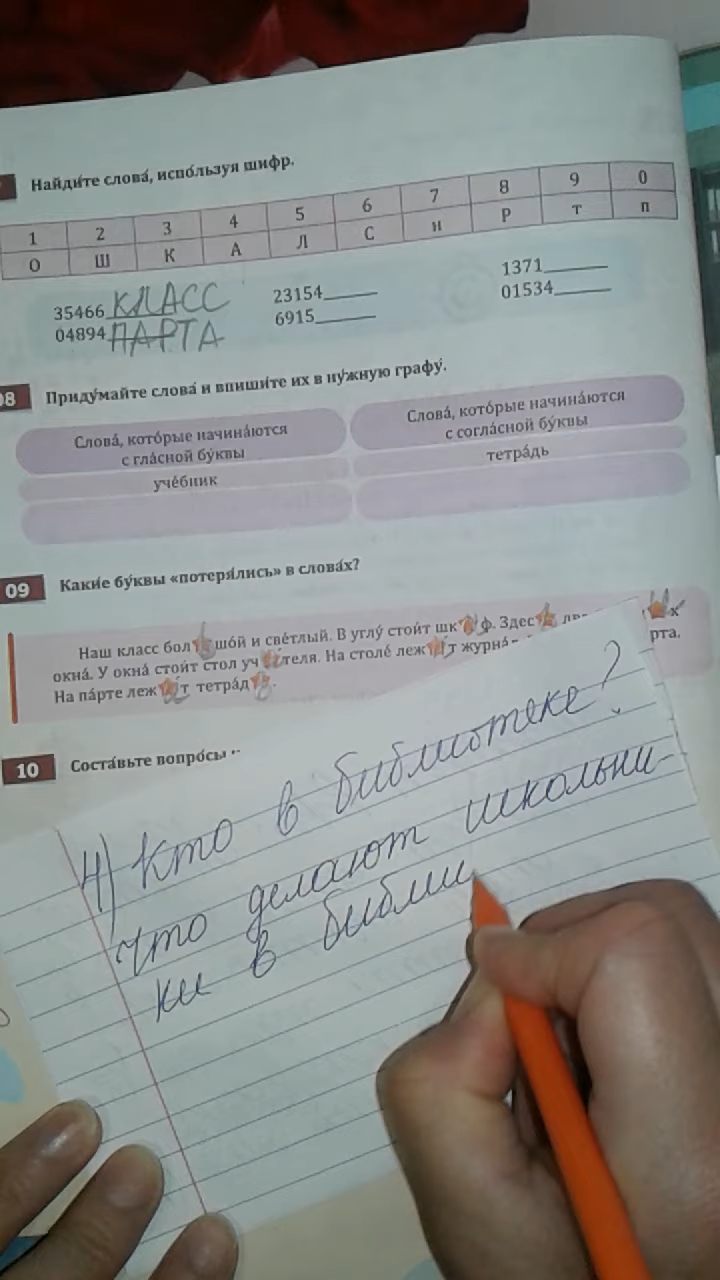 Найди́те слова́, испо́льзуя шифр.
1 2 3 4 5 6 7 8 9 0
О Ш К А Л С Н Р Т П
35466 КЛАСС 23154 1371
04894 ПАРТА 6915 01534
08 Приду́майте слова́ и впиши́те их в ну́жную графу́.
Слова́, кото́рые начина́ются
с гла́сной бу́квы
уче́бник
Слова́, кото́рые начина́ются
с согла́сной бу́квы
тетра́дь
09 Каки́е бу́квы «потеря́лись» в слова́х?
Наш класс бол шо́й и све́тлый. В углу́ стои́т шк ф. Здес
окна́. У окна́ стои́т стол уч теля. На столе́ леж т журна́
На па́рте леж т тетра́д . рта.
10 Соста́вьте вопро́сы
4) Кто в библиотеке?
Что делают школьни-
ки в библи